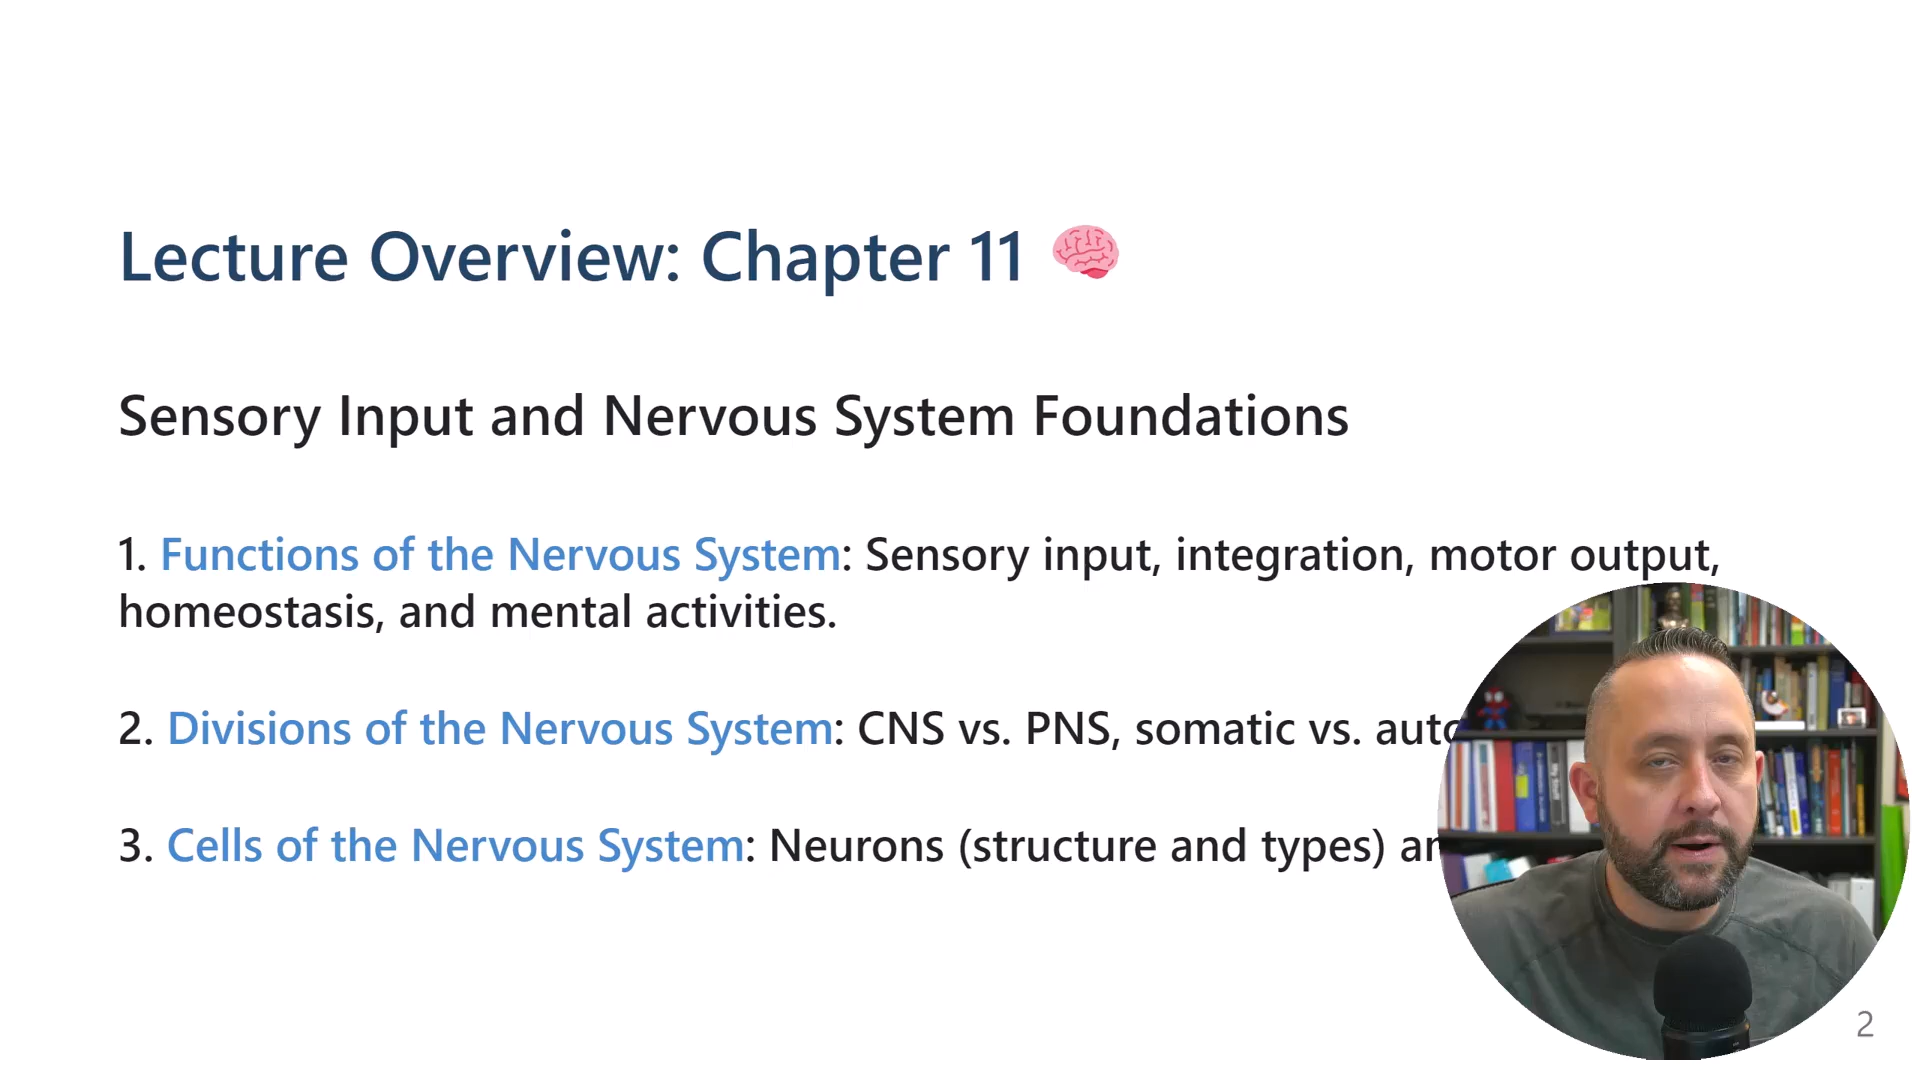 Lecture Overview: Chapter 11 🧠
Sensory Input and Nervous System Foundations
1. Functions of the Nervous System: Sensory input, integration, motor output,
homeostasis, and mental activities.
2. Divisions of the Nervous System: CNS vs. PNS, somatic vs.
3. Cells of the Nervous System: Neurons (structure and types)
2